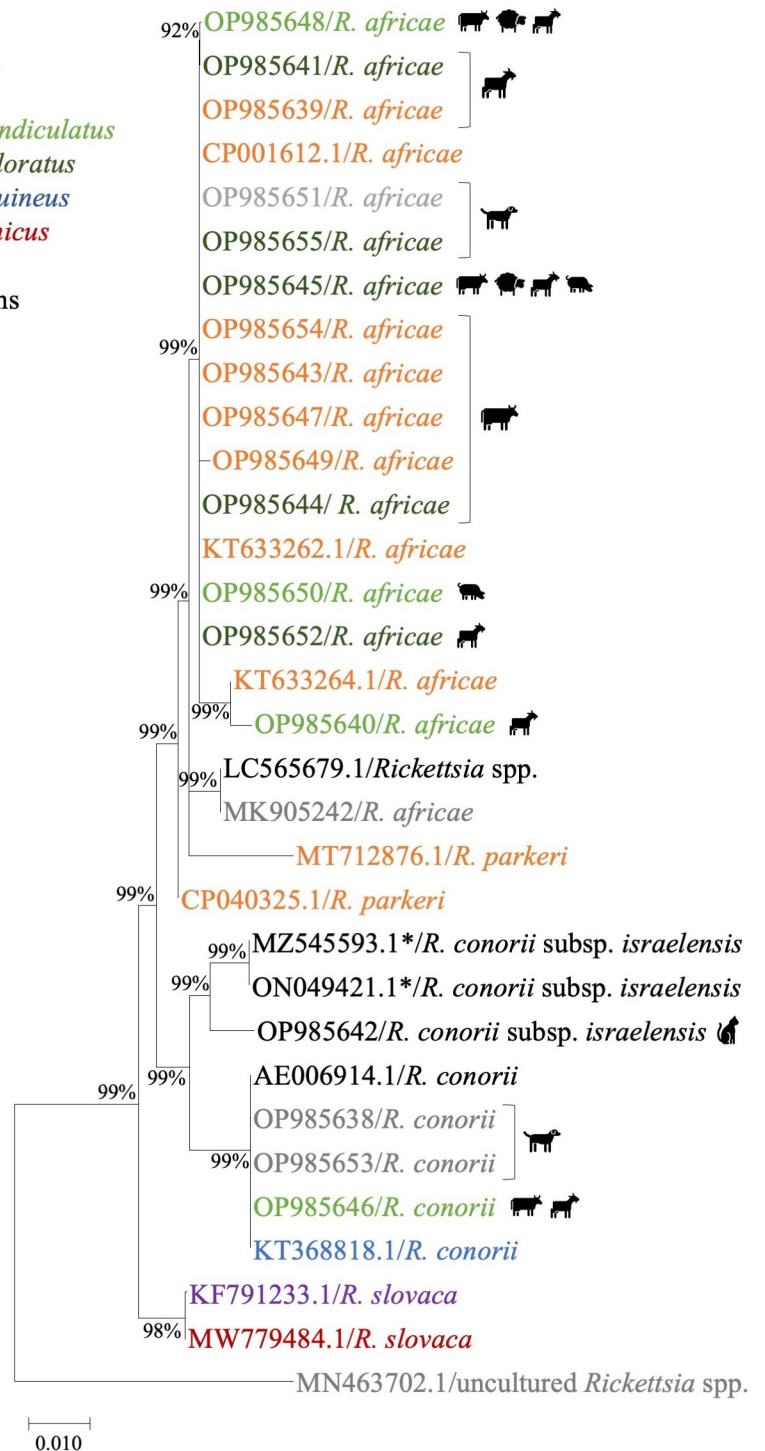 92%
OP985648/R. africae
OP985641/R. africae
OP985639/R. africae
ndiculatus
CP001612.1/R. africae
loratus
OP985651/R. africae
uineus
OP985655/R. africae
nicus
OP985645/R. africae
ns
OP985654/R. africae
99%
OP985643/R. africae
OP985647/R. africae
OP985649/R. africae
OP985644/ R. africae
KT633262.1/R. africae
99%
OP985650/R. africae
OP985652/R. africae
KT633264.1/R. africae
99%
OP985640/R. africae
99%
LC565679.1/Rickettsia spp.
99%
MK905242/R. africae
MT712876.1/R. parkeri
99%
CP040325.1/R. parkeri
99%
MZ545593.1*/R. conorii subsp. israelensis
99%
ON049421.1*/R. conorii subsp. israelensis
OP985642/R. conorii subsp. israelensis
99%
AE006914.1/R. conorii
99%
OP985638/R. conorii
99%
OP985653/R. conorii
OP985646/R. conorii
KT368818.1/R. conorii
KF791233.1/R. slovaca
98%
MW779484.1/R. slovaca
MN463702.1/uncultured Rickettsia spp.
0.010